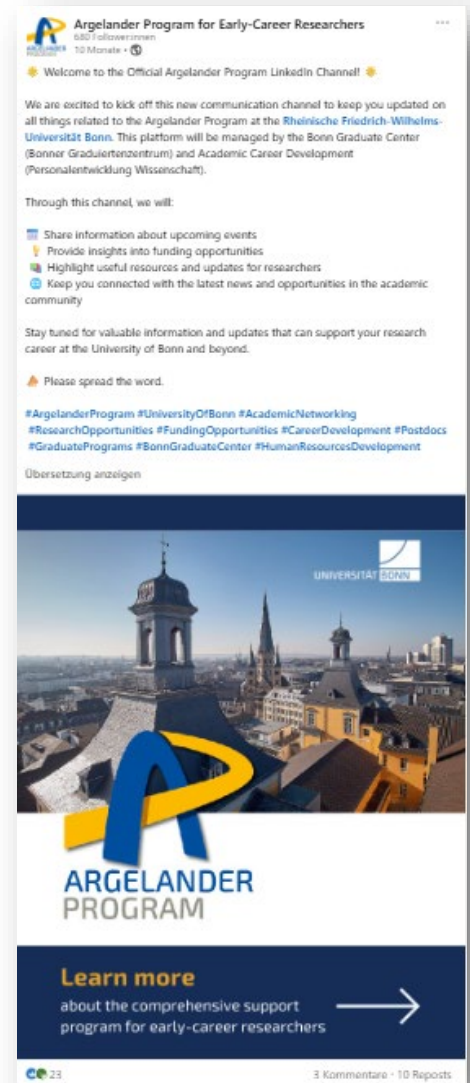 Argelander Program for Early-Career Researchers
680 Follower:innen
10 Monate •
Welcome to the Official Argelander Program LinkedIn Channel!
We are excited to kick off this new communication channel to keep you updated on
all things related to the Argelander Program at the Rheinische Friedrich-Wilhelms-
Universität Bonn. This platform will be managed by the Bonn Graduate Center
(Bonner Graduiertenzentrum) and Academic Career Development
(Personalentwicklung Wissenschaft).
Through this channel, we will:
Share information about upcoming events
Provide insights into funding opportunities
Highlight useful resources and updates for researchers
Keep you connected with the latest news and opportunities in the academic
community
Stay tuned for valuable information and updates that can support your research
career at the University of Bonn and beyond.
Please spread the word.
#ArgelanderProgram #UniversityOfBonn #AcademicNetworking
#ResearchOpportunities #FundingOpportunities #CareerDevelopment #Postdocs
#GraduatePrograms #BonnGraduateCenter #HumanResourcesDevelopment
Übersetzung anzeigen
UNIVERSITÄT BONN
ARGELANDER
PROGRAM
Learn more
about the comprehensive support
program for early-career researchers
23
3 Kommentare · 10 Reposts